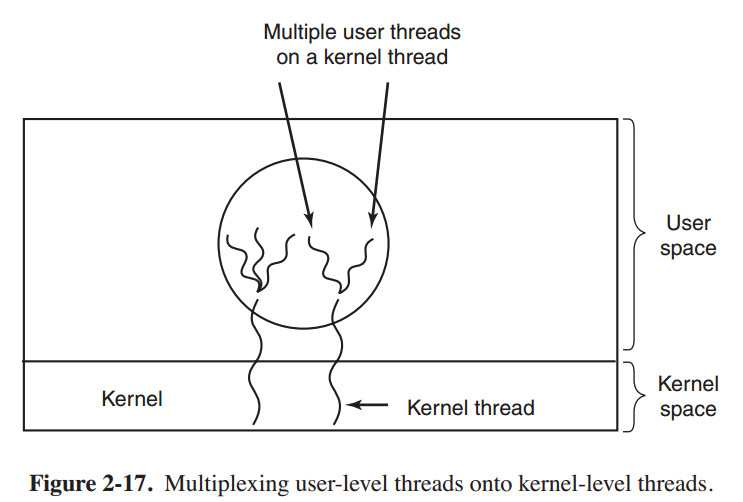 Multiple user threads
on a kernel thread
User
space
Kernel
Kernel thread
Kernel
space
Figure 2-17. Multiplexing user-level threads onto kernel-level threads.